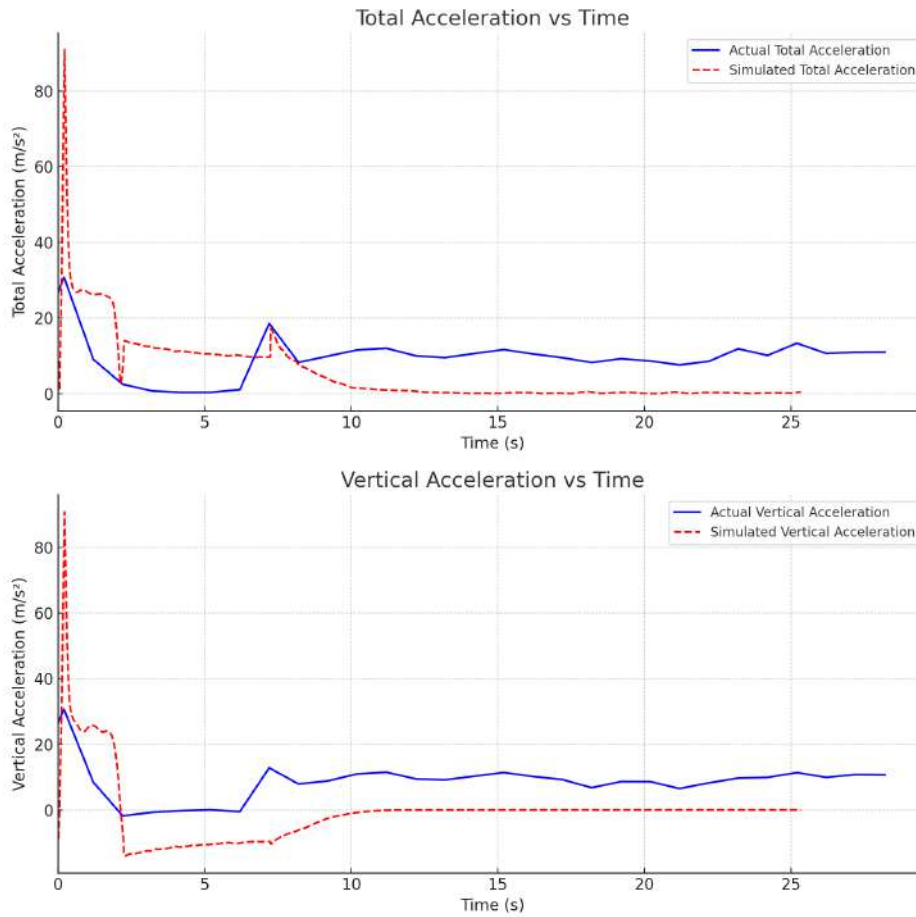 Total Acceleration vs Time
Actual Total Acceleration
Simulated Total Acceleration
Total Acceleration (m/s²)
80
60
40
20
0
0 5 10 15 20 25
Time (s)
Vertical Acceleration vs Time
Actual Vertical Acceleration
Simulated Vertical Acceleration
Vertical Acceleration (m/s²)
80
60
40
20
0
0 5 10 15 20 25
Time (s)